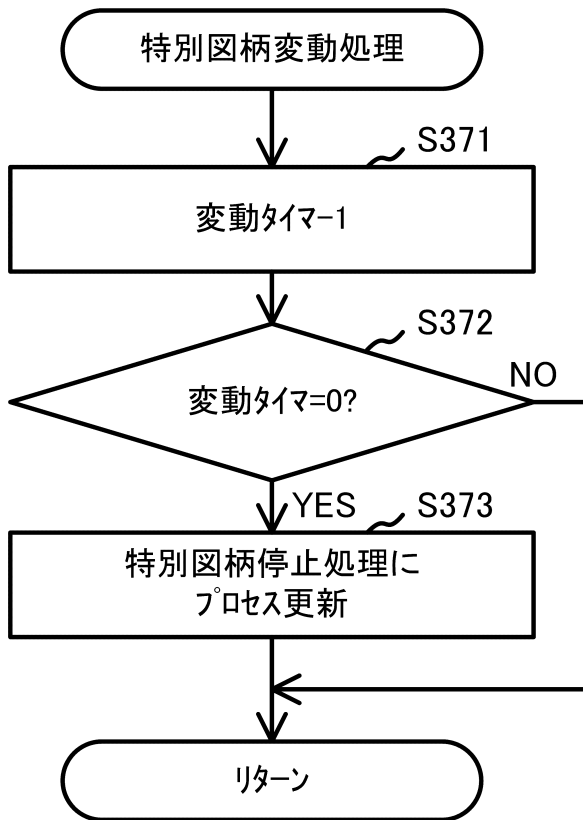 特別図柄変動処理
S371
変動ﾀｲﾏ-1
S372
変動ﾀｲﾏ=0?
NO
YES
S373
特別図柄停止処理に
ﾌﾟﾛｾｽ更新
ﾘﾀｰﾝ